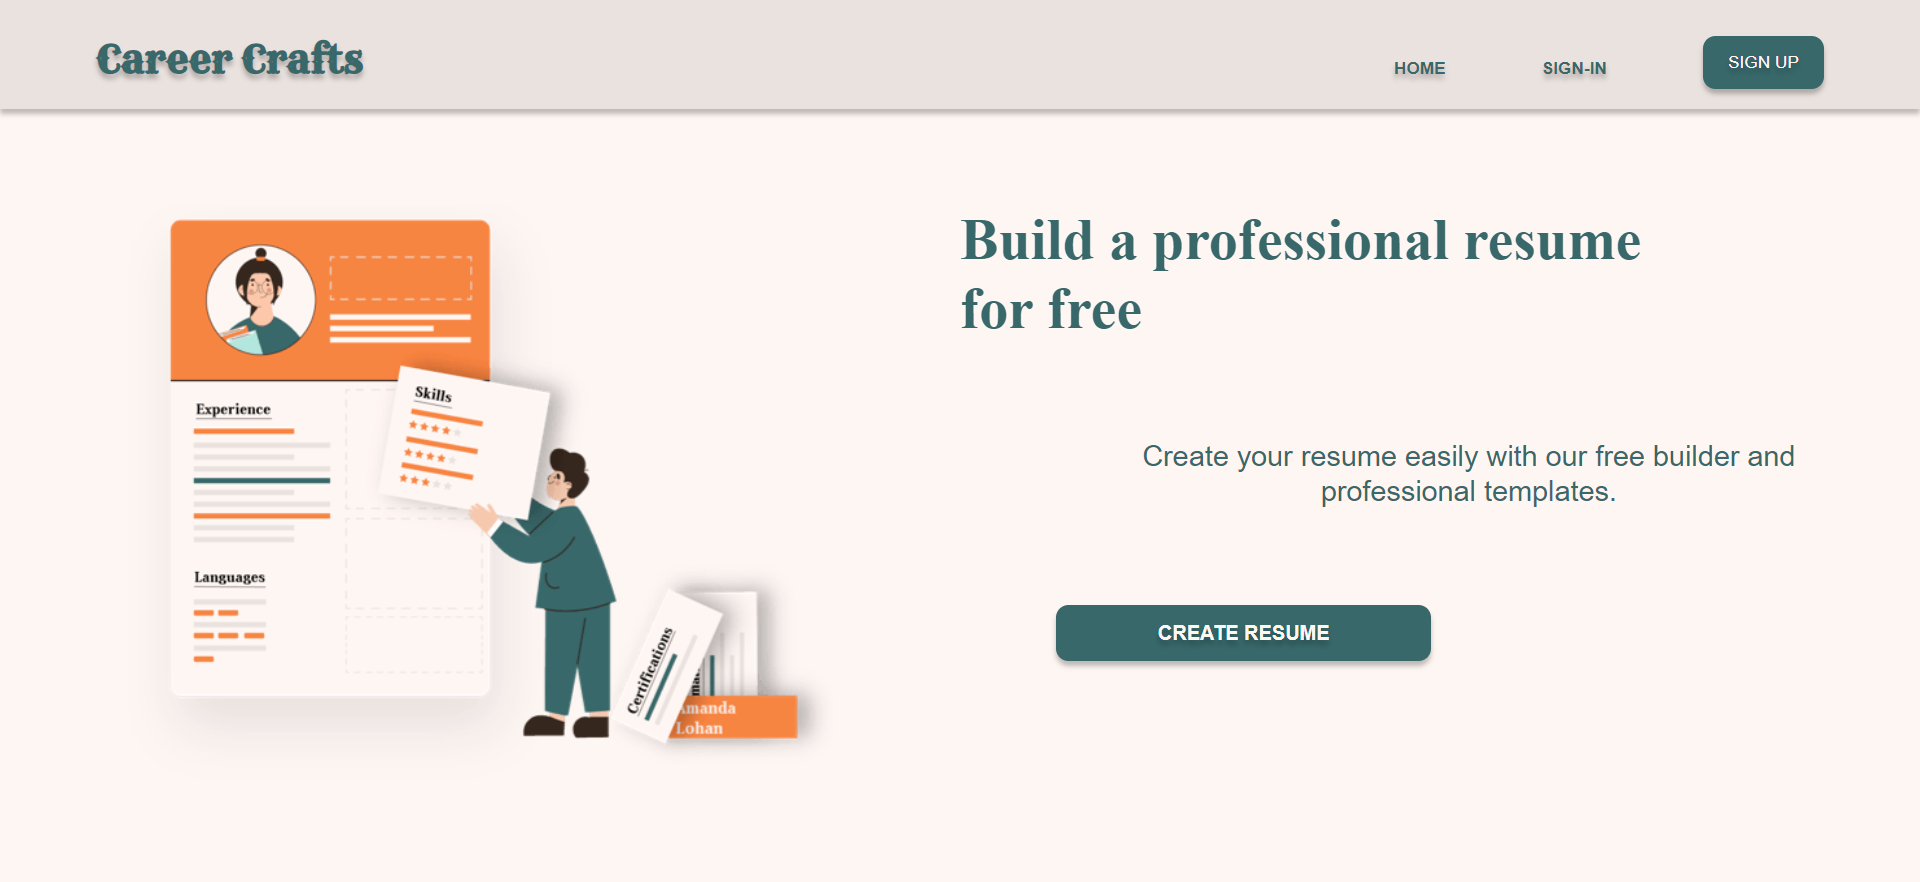 Career Crafts
HOME
SIGN-IN
SIGN UP
Build a professional resume
for free
Create your resume easily with our free builder and
professional templates.
CREATE RESUME
Experience
Skills
Languages
Certifications
Lohan